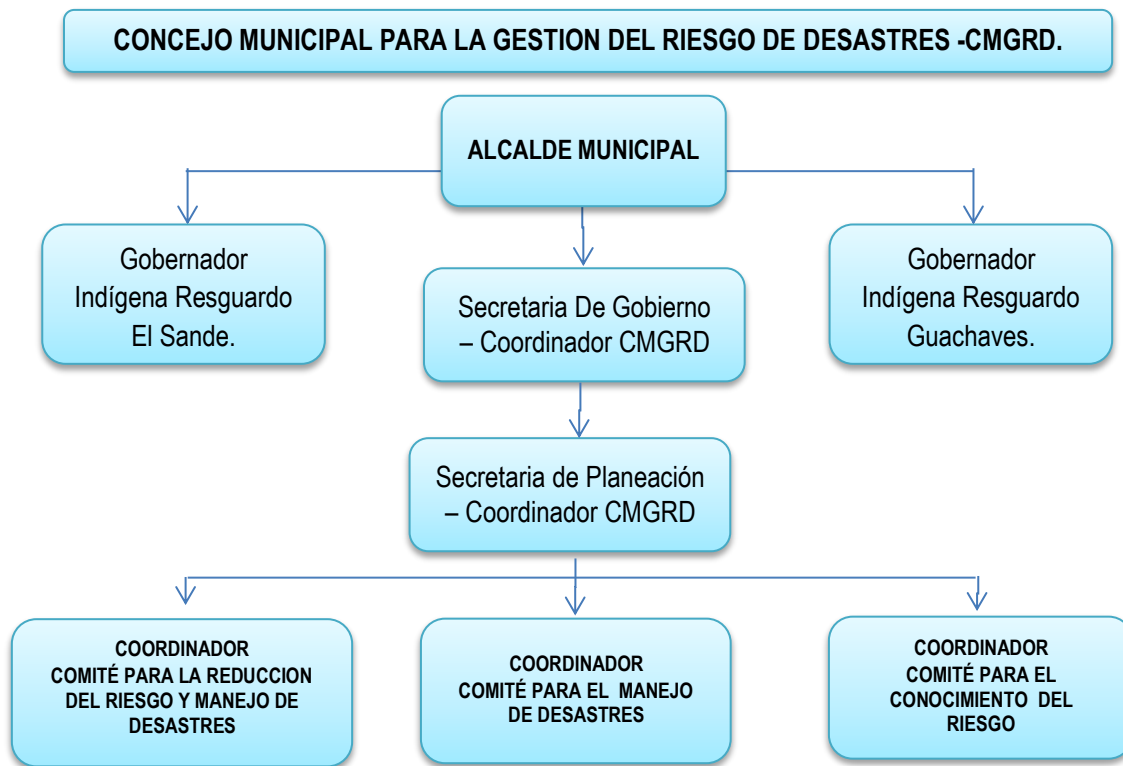 CONCEJO MUNICIPAL PARA LA GESTION DEL RIESGO DE DESASTRES -CMGRD.
ALCALDE MUNICIPAL
Gobernador
Indígena Resguardo
El Sande.
Secretaria De Gobierno
– Coordinador CMGRD
Gobernador
Indígena Resguardo
Guachaves.
Secretaria de Planeación
– Coordinador CMGRD
COORDINADOR
COMITÉ PARA LA REDUCCION
DEL RIESGO Y MANEJO DE
DESASTRES
COORDINADOR
COMITÉ PARA EL MANEJO
DE DESASTRES
COORDINADOR
COMITÉ PARA EL
CONOCIMIENTO DEL
RIESGO